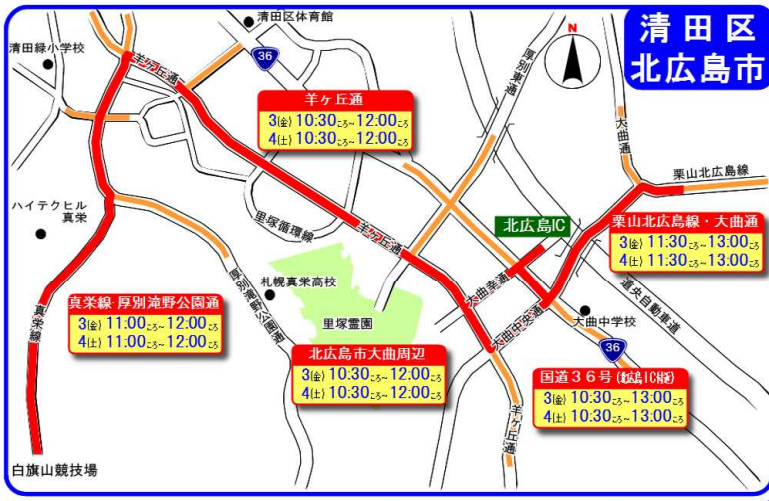 清田区
北広島市
清田区体育館
清田緑小学校
羊ヶ丘通
36
N
厚別東通
大曲通
栗山北広島線
羊ヶ丘通
3(金) 10:30ごろ~12:00ごろ
4(土) 10:30ごろ~12:00ごろ
ハイテクヒル
真栄
里塚循環線
羊ヶ丘通
北広島IC
栗山北広島線・大曲通
3(金) 11:30ごろ~13:00ごろ
4(土) 11:30ごろ~13:00ごろ
道央自動車道
真栄線・厚別滝野公園通
3(金) 11:00ごろ~12:00ごろ
4(土) 11:00ごろ~12:00ごろ
真栄線
厚別滝野公園通
札幌真栄高校
里塚霊園
大曲幸通
大曲中央通
大曲中学校
36
北広島市大曲周辺
3(金) 10:30ごろ~12:00ごろ
4(土) 10:30ごろ~12:00ごろ
国道36号
3(金) 10:30ごろ~13:00ごろ
4(土) 10:30ごろ~13:00ごろ
羊ヶ丘通
白旗山競技場